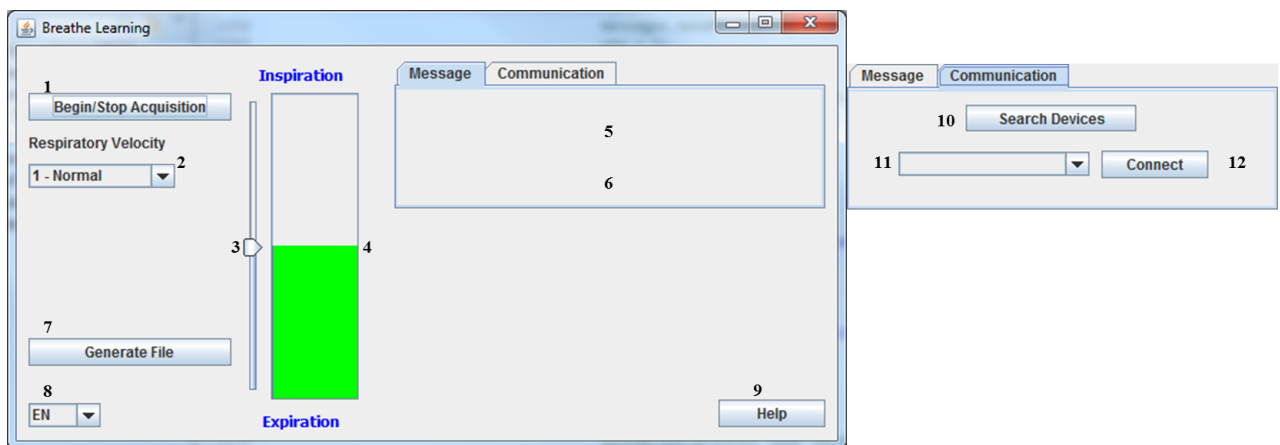 Breathe Learning
1
Begin/Stop Acquisition
Respiratory Velocity
1 - Normal
2
Inspiration
3
4
Expiration
Message Communication
5
6
7
Generate File
8
EN
9
Help
Message Communication
10 Search Devices
11
Connect 12